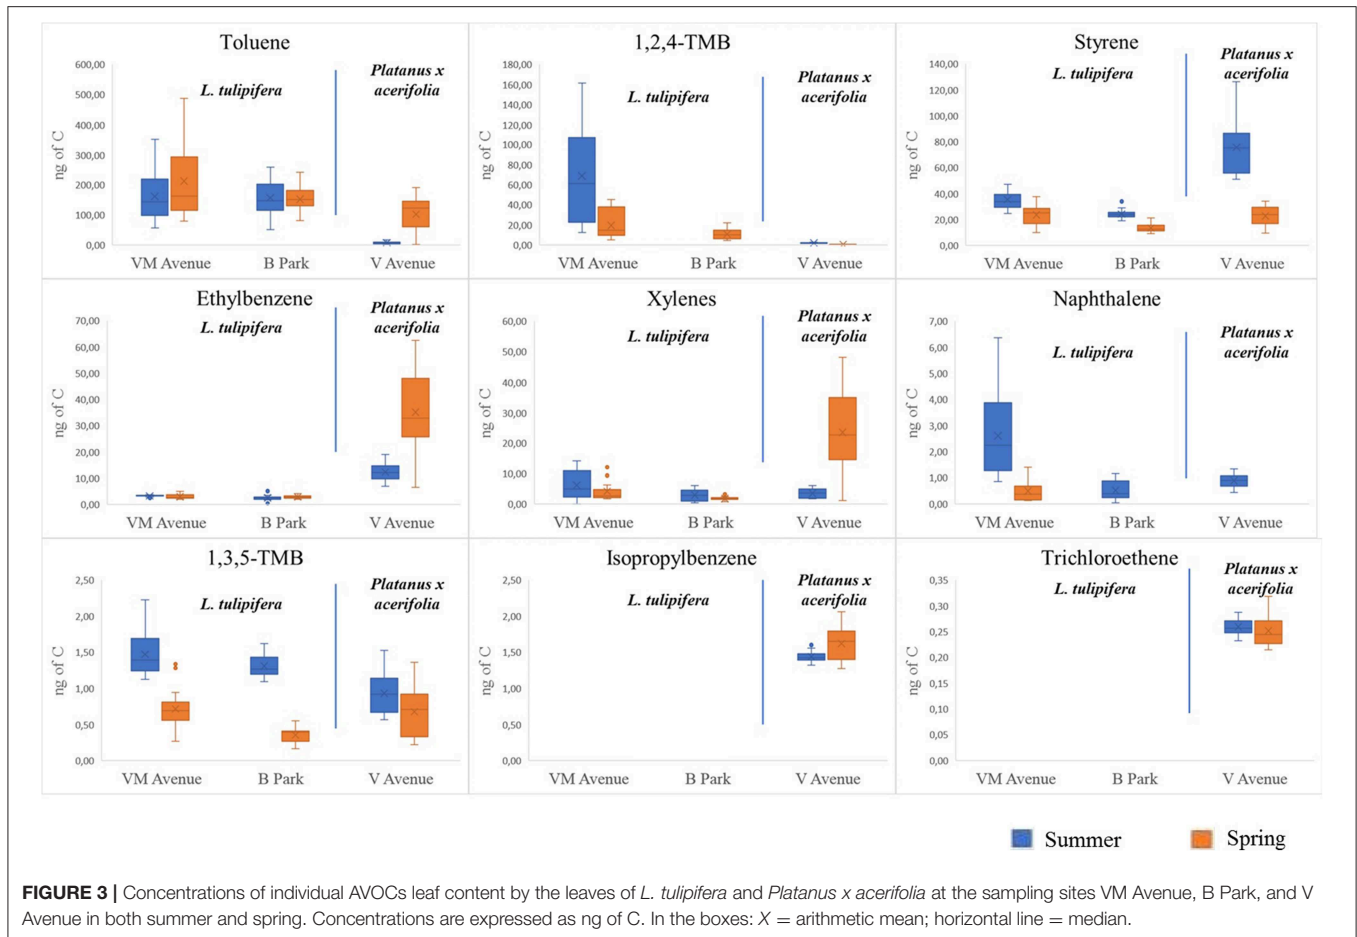 Toluene
600,00
500,00
400,00
300,00
200,00
100,00
0,00
ng of C
L. tulipifera
Platanus x
acerifolia
VM Avenue B Park V Avenue
1,2,4-TMB
180,00
160,00
140,00
120,00
100,00
80,00
60,00
40,00
20,00
0,00
ng of C
L. tulipifera
Platanus x
acerifolia
VM Avenue B Park V Avenue
Styrene
140,00
120,00
100,00
80,00
60,00
40,00
20,00
0,00
ng of C
L. tulipifera
Platanus x
acerifolia
VM Avenue B Park V Avenue
Ethylbenzene
70,00
60,00
50,00
40,00
30,00
20,00
10,00
0,00
ng of C
L. tulipifera
Platanus x
acerifolia
VM Avenue B Park V Avenue
Xylenes
60,00
50,00
40,00
30,00
20,00
10,00
0,00
ng of C
L. tulipifera
Platanus x
acerifolia
VM Avenue B Park V Avenue
Naphthalene
7,00
6,00
5,00
4,00
3,00
2,00
1,00
0,00
ng of C
L. tulipifera
Platanus x
acerifolia
VM Avenue B Park V Avenue
1,3,5-TMB
2,50
2,00
1,50
1,00
0,50
0,00
ng of C
L. tulipifera
Platanus x
acerifolia
VM Avenue B Park V Avenue
Isopropylbenzene
2,50
2,00
1,50
1,00
0,50
0,00
ng of C
L. tulipifera
Platanus x
acerifolia
VM Avenue B Park V Avenue
Trichloroethene
0,35
0,30
0,25
0,20
0,15
0,10
0,05
0,00
ng of C
L. tulipifera
Platanus x
acerifolia
VM Avenue B Park V Avenue
Summer Spring
FIGURE 3 | Concentrations of individual AVOCs leaf content by the leaves of L. tulipifera and Platanus x acerifolia at the sampling sites VM Avenue, B Park, and V
Avenue in both summer and spring. Concentrations are expressed as ng of C. In the boxes: X = arithmetic mean; horizontal line = median.